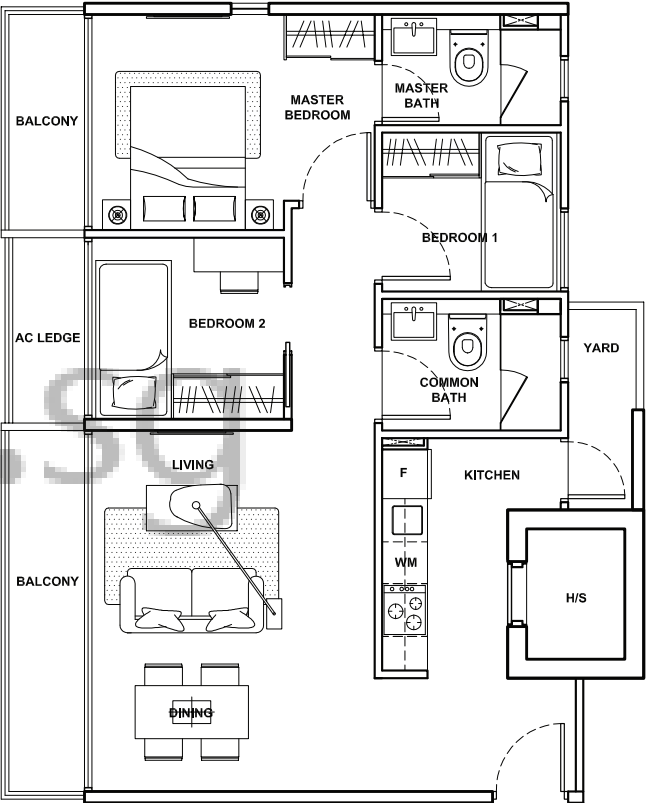 BALCONY
MASTER
BEDROOM
MASTER
BATH
BEDROOM 1
AC LEDGE
BEDROOM 2
COMMON
BATH
YARD
.sg
LIVING
F
KITCHEN
BALCONY
WM
H/S
DINING